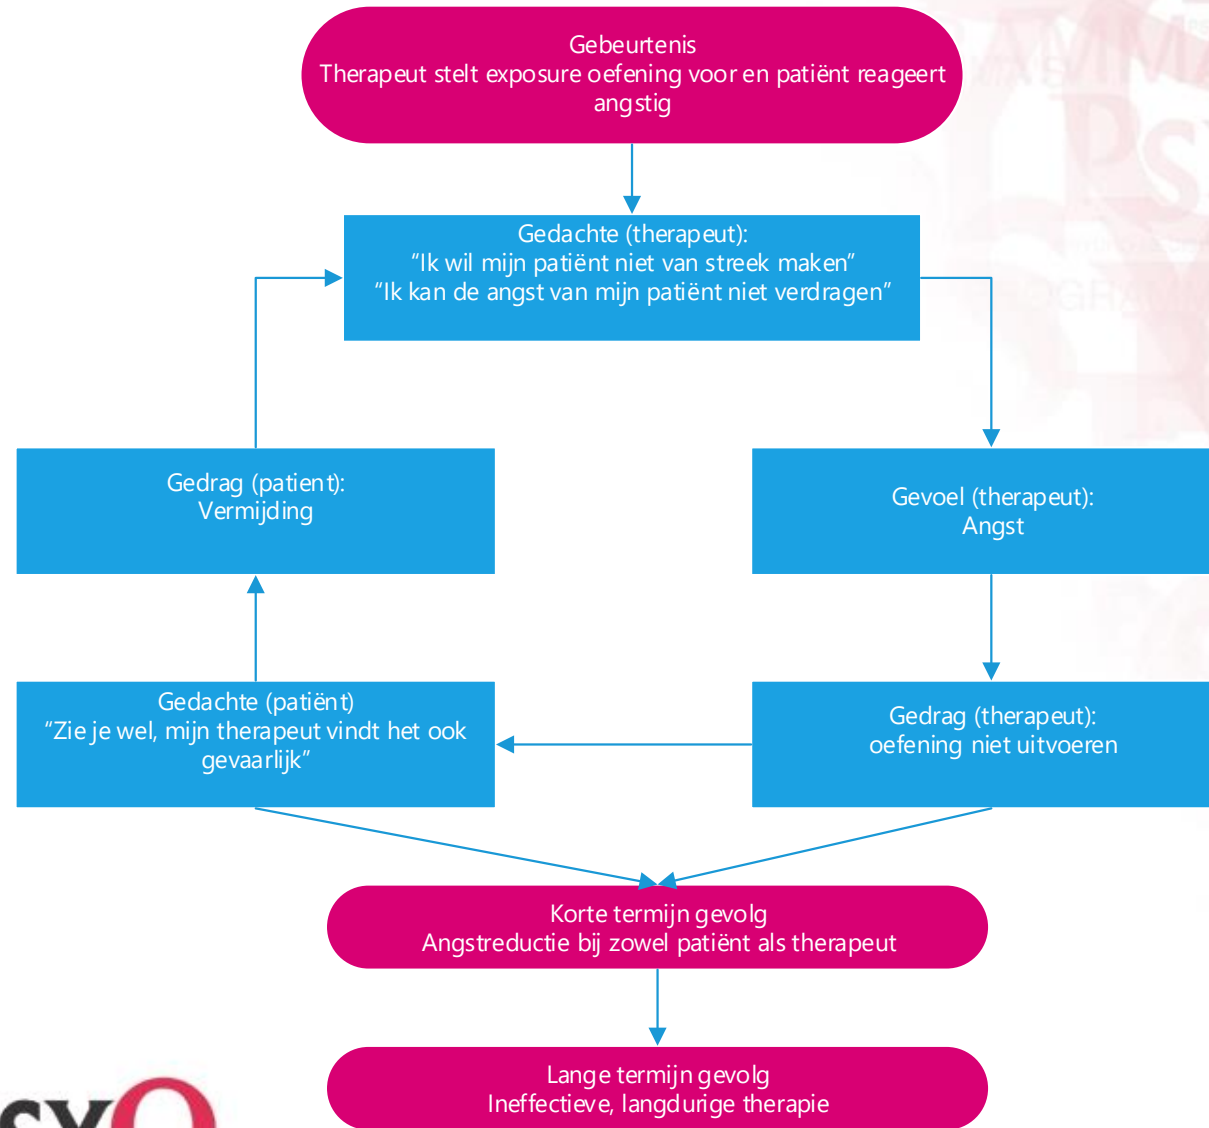 Gebeurtenis
Therapeut stelt exposure oefening voor en patiënt reageert
angstig
Gedachte (therapeut):
“Ik wil mijn patiënt niet van streek maken”
“Ik kan de angst van mijn patiënt niet verdragen”
Gedrag (patient):
Vermijding
Gevoel (therapeut):
Angst
Gedachte (patiënt)
“Zie je wel, mijn therapeut vindt het ook
gevaarlijk”
Gedrag (therapeut):
oefening niet uitvoeren
Korte termijn gevolg
Angstreductie bij zowel patiënt als therapeut
Lange termijn gevolg
Ineffectieve, langdurige therapie